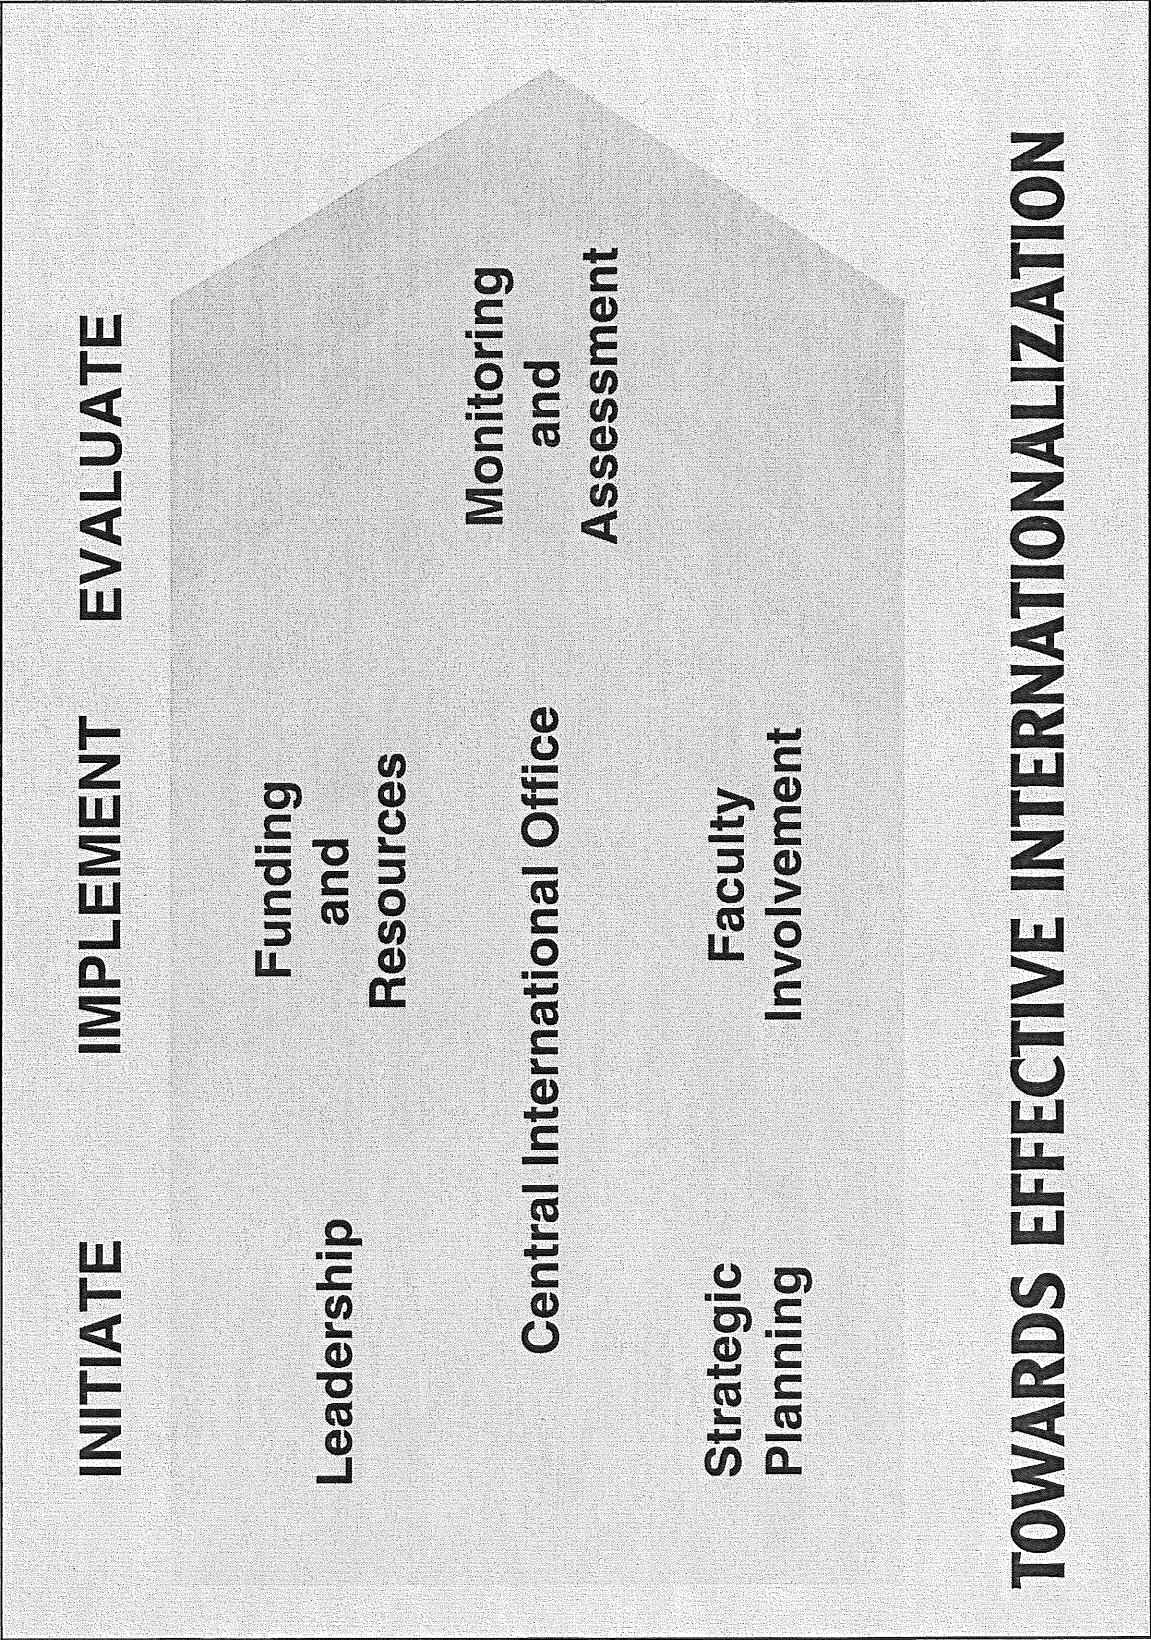 INITIATE IMPLEMENT EVALUATE
Leadership
Funding
and
Resources
Central International Office
Monitoring
and
Assessment
Strategic
Planning
Faculty
Involvement
TOWARDS EFFECTIVE INTERNATIONALIZATION